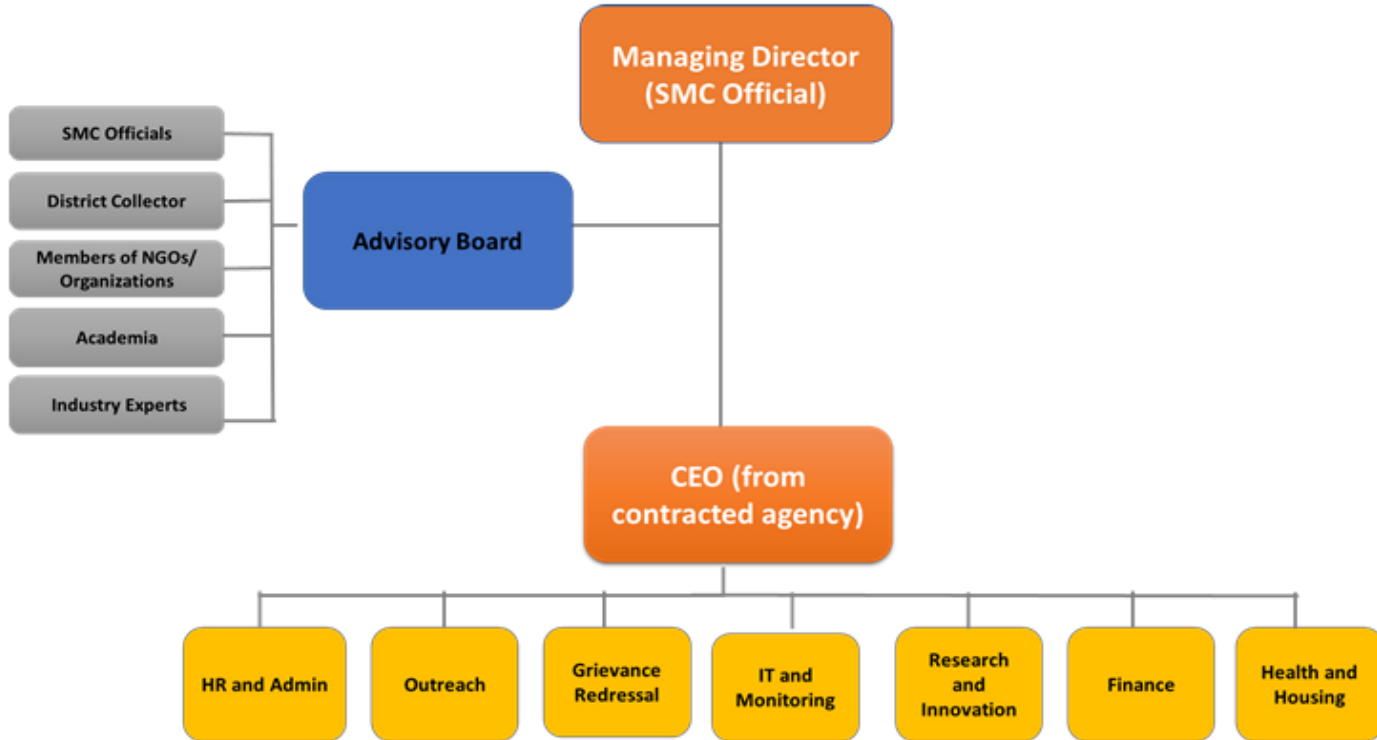 Managing Director
(SMC Official)
SMC Officials
District Collector
Members of NGOs/
Organizations
Academia
Industry Experts
Advisory Board
CEO (from
contracted agency)
HR and Admin
Outreach
Grievance
Redressal
IT and
Monitoring
Research
and
Innovation
Finance
Health and
Housing